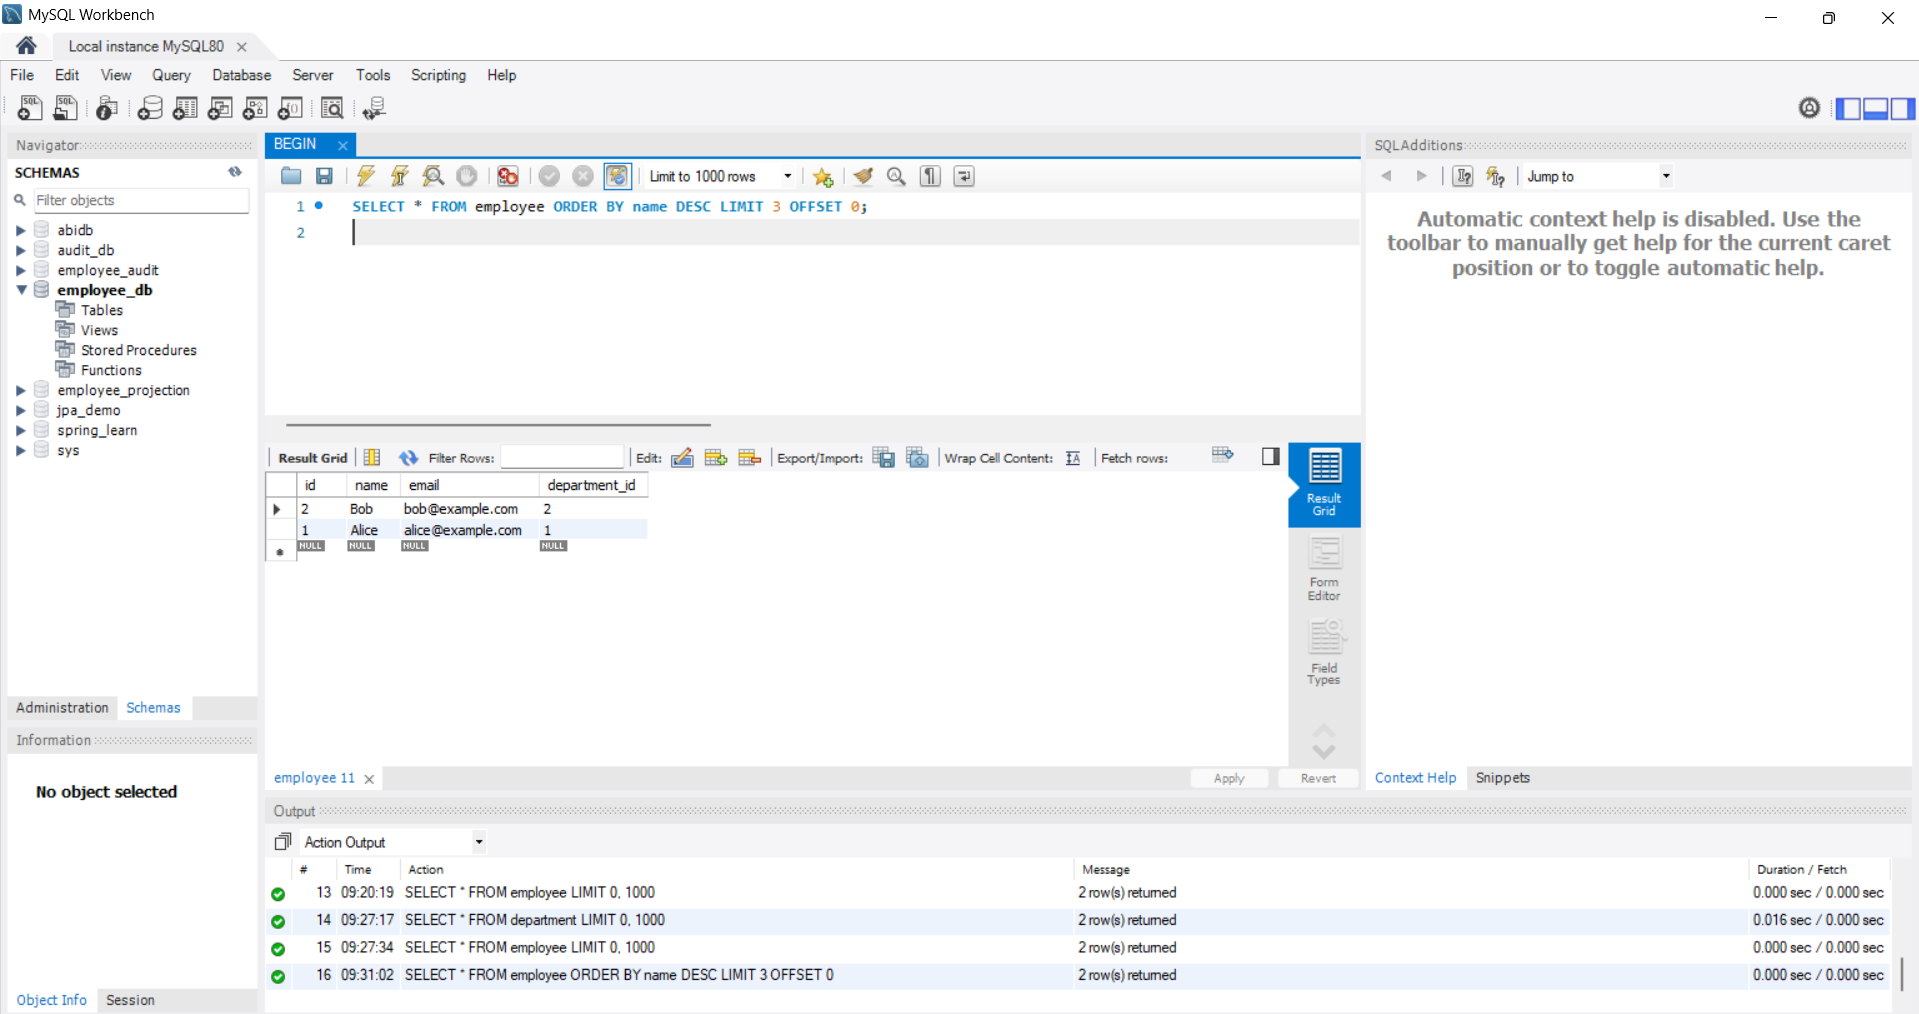 MySQL Workbench
Local instance MySQL80
File Edit View Query Database Server Tools Scripting Help
Navigator
SCHEMAS
Filter objects
abidb
audit_db
employee_audit
employee_db
Tables
Views
Stored Procedures
Functions
employee_projection
jpa_demo
spring_learn
sys
Administration Schemas
Information
No object selected
Object Info Session
BEGIN
Limit to 1000 rows
1 SELECT * FROM employee ORDER BY name DESC LIMIT 3 OFFSET 0;
2
Result Grid Filter Rows: Edit: Export/Import: Wrap Cell Content: Fetch rows:
id name email department_id
2 Bob bob@example.com 2
1 Alice alice@example.com 1
NULL NULL NULL NULL
Result
Grid
Form
Editor
Field
Types
employee 11
Apply Revert
SQLAdditions
Jump to
Automatic context help is disabled. Use the
toolbar to manually get help for the current caret
position or to toggle automatic help.
Context Help Snippets
Output
Action Output
# Time Action Message Duration / Fetch
13 09:20:19 SELECT * FROM employee LIMIT 0, 1000 2 row(s) returned 0.000 sec / 0.000 sec
14 09:27:17 SELECT * FROM department LIMIT 0, 1000 2 row(s) returned 0.016 sec / 0.000 sec
15 09:27:34 SELECT * FROM employee LIMIT 0, 1000 2 row(s) returned 0.000 sec / 0.000 sec
16 09:31:02 SELECT * FROM employee ORDER BY name DESC LIMIT 3 OFFSET 0 2 row(s) returned 0.000 sec / 0.000 sec